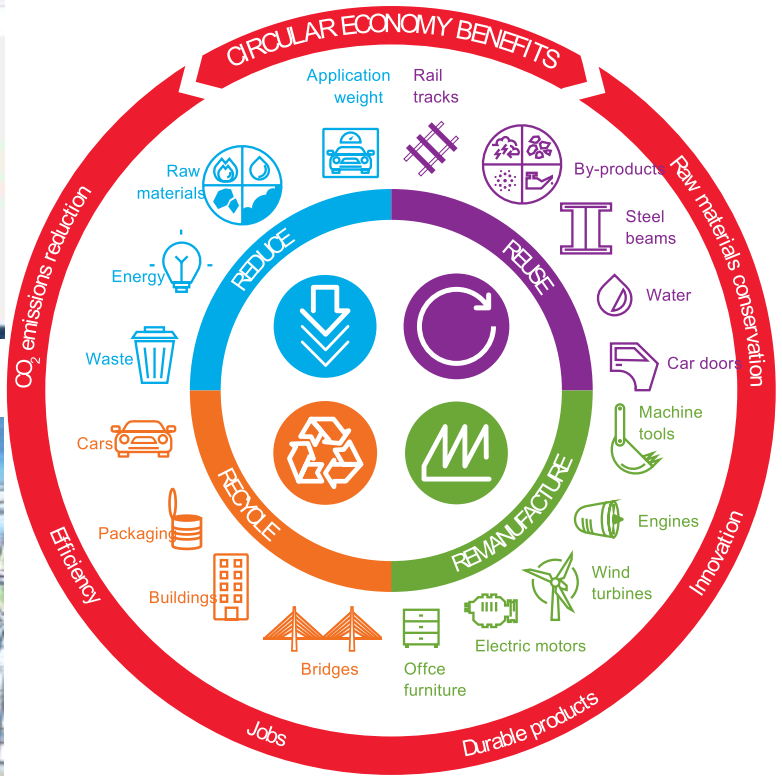 CIRCULAR ECONOMY BENEFITS
Application
weight
Rail
tracks
Raw
materials
By-products
Steel
beams
Energy
Water
Waste
Car doors
Cars
Machine
tools
Packaging
Engines
Buildings
Wind
turbines
Bridges
Electric motors
Offce
furniture
REDUCE
REUSE
RECYCLE
REMANUFACTURE
CO2 emissions reduction
Raw materials conservation
Efficiency
Innovation
Jobs
Durable products